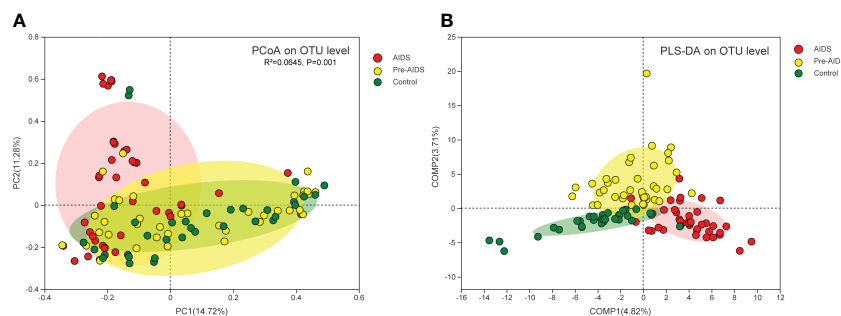 A
PCoA on OTU level
R²=0.0645, P=0.001
AIDS
Pre-AIDS
Control
0.8
0.6
0.4
0.2
0
-0.2
-0.4
PC2(11.28%)
-0.4
-0.2
0
0.2
0.4
0.6
PC1(14.72%)
B
PLS-DA on OTU level
AIDS
Pre-AID
Control
25
20
15
10
5
0
-5
-10
COMP2(3.71%)
-16
-14
-12
-10
-8
-6
-4
-2
0
2
4
6
8
10
12
COMP1(4.82%)